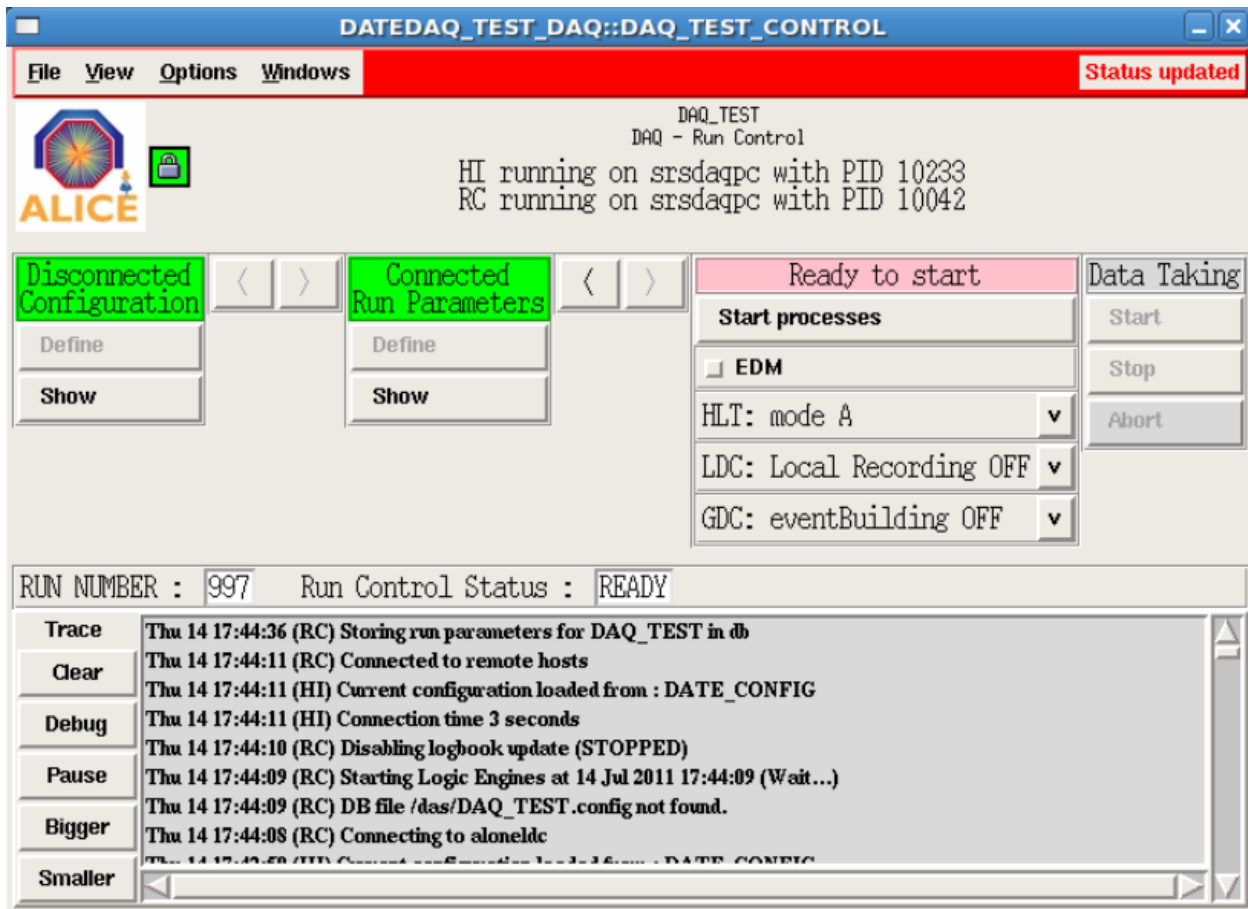 DATEDAQ_TEST_DAQ::DAQ_TEST_CONTROL
File View Options Windows Status updated
ALICE
DAQ_TEST
DAQ - Run Control
HI running on srsdaqpc with PID 10233
RC running on srsdaqpc with PID 10042
Disconnected
Configuration
Define
Show
Connected
Run Parameters
Define
Show
Ready to start
Start processes
EDM
HLT: mode A
LDC: Local Recording OFF
GDC: eventBuilding OFF
Data Taking
Start
Stop
Abort
RUN NUMBER : 997 Run Control Status : READY
Trace
Clear
Debug
Pause
Bigger
Smaller
Thu 14 17:44:36 (RC) Storing run parameters for DAQ_TEST in db
Thu 14 17:44:11 (RC) Connected to remote hosts
Thu 14 17:44:11 (HI) Current configuration loaded from : DATE_CONFIG
Thu 14 17:44:11 (HI) Connection time 3 seconds
Thu 14 17:44:10 (RC) Disabling logbook update (STOPPED)
Thu 14 17:44:09 (RC) Starting Logic Engines at 14 Jul 2011 17:44:09 (Wait...)
Thu 14 17:44:09 (RC) DB file /das/DAQ_TEST.config not found.
Thu 14 17:44:08 (RC) Connecting to aloneldc